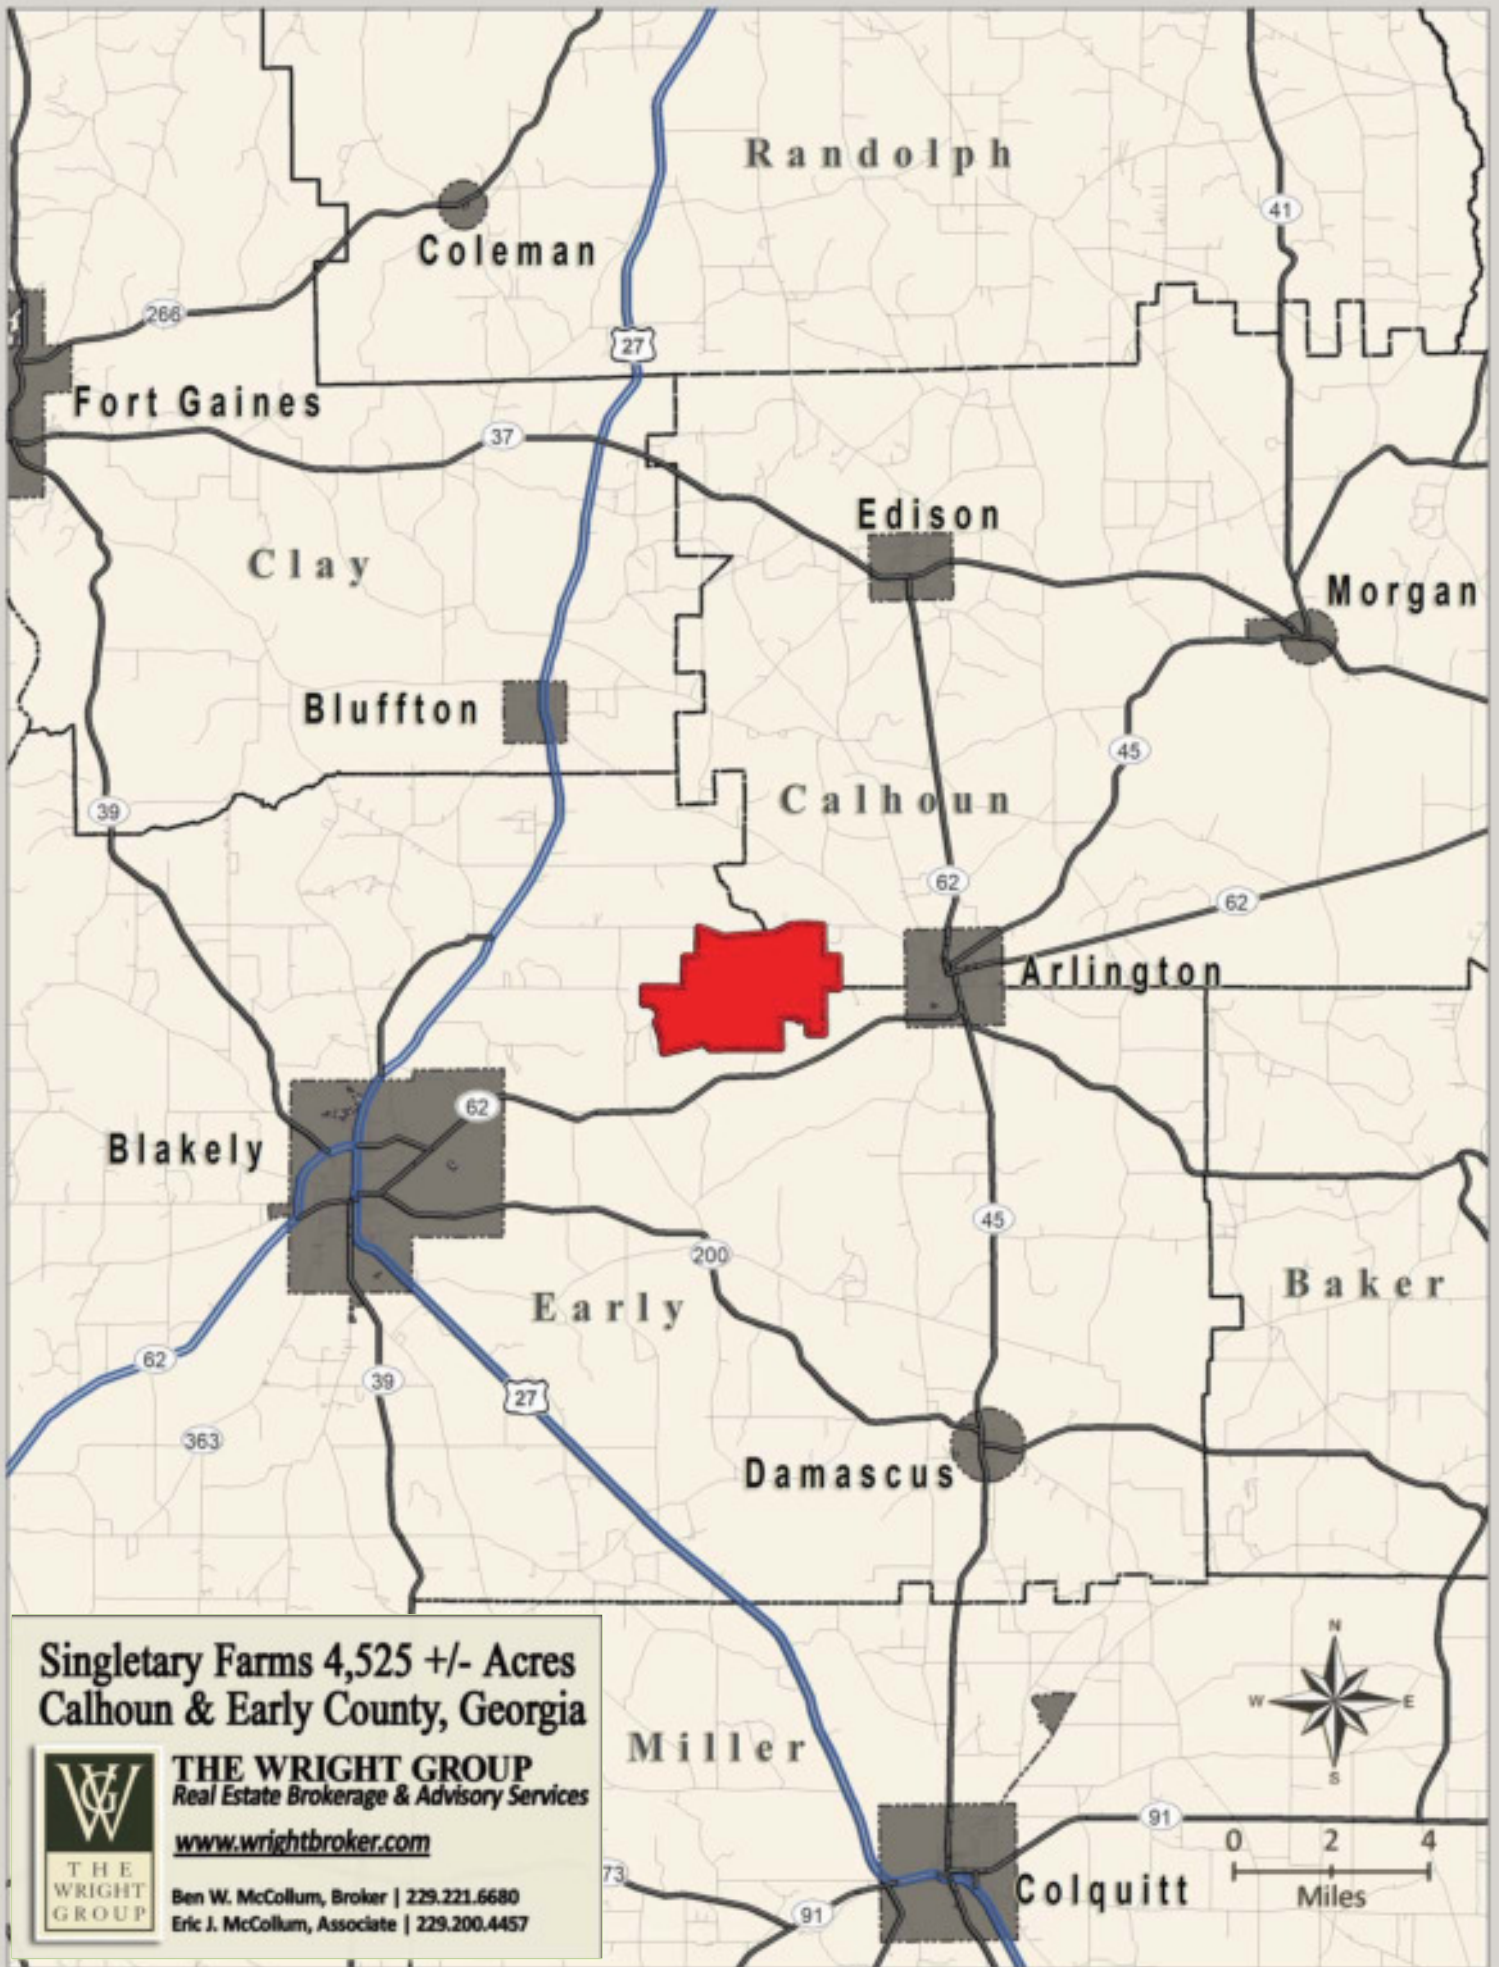 Randolph
41
Coleman
266
27
Fort Gaines
37
Edison
Clay
Morgan
Bluffton
45
Calhoun
39
62
62
Arlington
62
Blakely
45
200
Baker
Early
62
39
27
363
Damascus
N
W
E
S
Miller
91
0 2 4
Miles
73
Colquitt
91
Singletary Farms 4,525 +/- Acres
Calhoun & Early County, Georgia
WG
THE
WRIGHT
GROUP
THE WRIGHT GROUP
Real Estate Brokerage & Advisory Services
www.wrightbroker.com
Ben W. McCollum, Broker | 229.221.6680
Eric J. McCollum, Associate | 229.200.4457